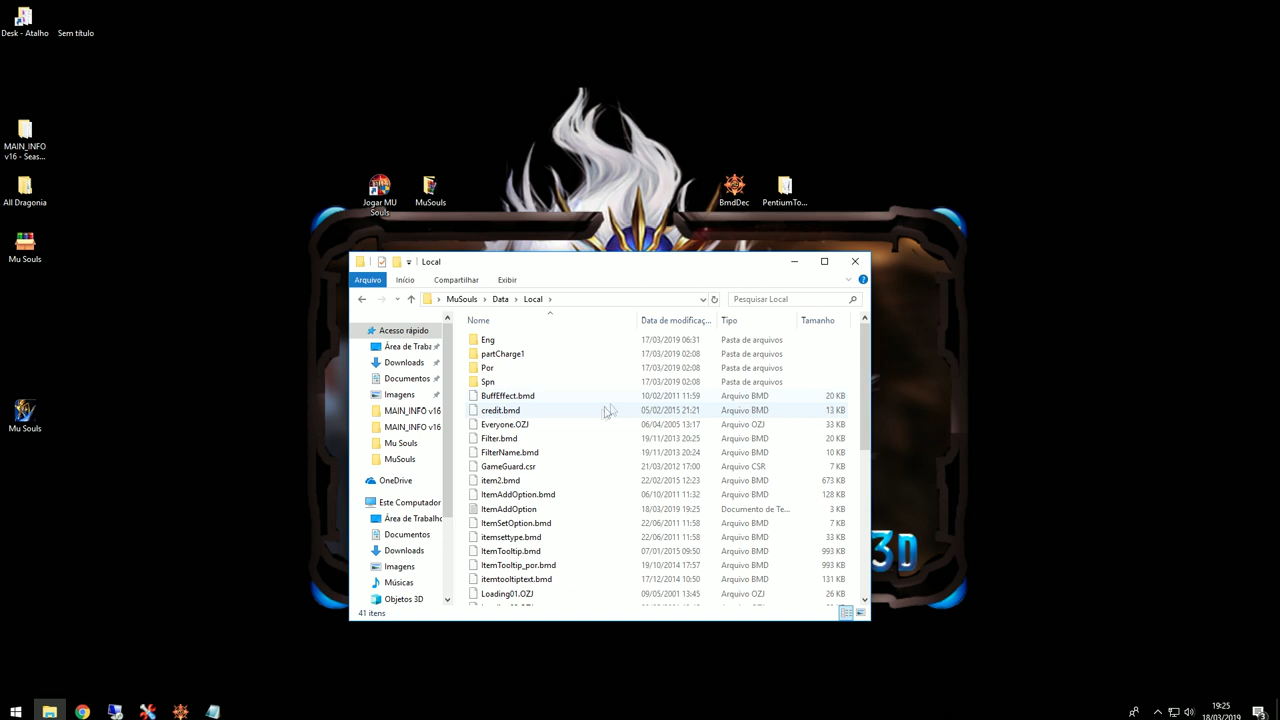 Desk - Atalho
Sem título
MAIN_INFO
v16 - Seas...
All Dragonia
Mu Souls
Mu Souls
Jogar MU
Souls
MuSouls
BmdDec
PentiumTo...
Local
Arquivo
Início
Compartilhar
Exibir
MuSouls
Data
Local
Pesquisar Local
Nome
Data de modificaç...
Tipo
Tamanho
Acesso rápido
Área de Traba
Downloads
Documentos
Imagens
MAIN_INFO v16
MAIN_INFO v16
Mu Souls
MuSouls
OneDrive
Este Computador
Área de Trabalho
Documentos
Downloads
Imagens
Músicas
Objetos 3D
Eng 17/03/2019 06:31 Pasta de arquivos
partCharge1 17/03/2019 02:08 Pasta de arquivos
Por 17/03/2019 02:08 Pasta de arquivos
Spn 17/03/2019 02:08 Pasta de arquivos
BuffEffect.bmd 10/02/2011 11:59 Arquivo BMD 20 KB
credit.bmd 05/02/2015 21:21 Arquivo BMD 13 KB
Everyone.OZJ 06/04/2005 13:17 Arquivo OZJ 33 KB
Filter.bmd 19/11/2013 20:25 Arquivo BMD 20 KB
FilterName.bmd 19/11/2013 20:24 Arquivo BMD 10 KB
GameGuard.csr 21/03/2012 17:00 Arquivo CSR 7 KB
item2.bmd 22/02/2015 12:23 Arquivo BMD 673 KB
ItemAddOption.bmd 06/10/2011 11:32 Arquivo BMD 128 KB
ItemAddOption 18/03/2019 19:25 Documento de Te... 3 KB
ItemSetOption.bmd 22/06/2011 11:58 Arquivo BMD 7 KB
itemsettype.bmd 22/06/2011 11:58 Arquivo BMD 33 KB
ItemTooltip.bmd 07/01/2015 09:50 Arquivo BMD 993 KB
ItemTooltip_por.bmd 19/10/2014 17:57 Arquivo BMD 993 KB
itemtooltiptext.bmd 17/12/2014 10:50 Arquivo BMD 131 KB
Loading01.OZJ 09/05/2001 13:45 Arquivo OZJ 26 KB
41 itens
3D
19:25
18/03/2019